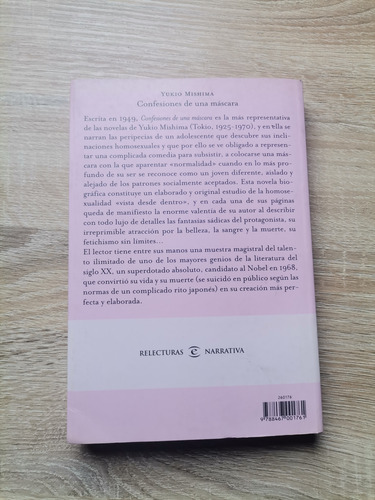 Yukio Mishima
Confesiones de una máscara
Escrita en 1949, Confesiones de una máscara es la más representativa
de las novelas de Yukio Mishima (Tokio, 1925-1970), y en ella se
narran las peripecias de un adolescente que descubre sus incli-
naciones homosexuales y que por ello se ve obligado a represen-
tar una complicada comedia para subsistir, a colocarse una más-
cara con la que aparentar «normalidad» cuando en lo más pro-
fundo de su ser se reconoce como un joven diferente, aislado y
alejado de los patrones socialmente aceptados. Esta novela bio-
gráfica constituye un elaborado y original estudio de la homose-
xualidad «vista desde dentro», y en cada una de sus páginas
queda de manifiesto la enorme valentía de su autor al describir
con todo lujo de detalles las fantasías sádicas del protagonista, su
irreprimible atracción por la belleza, la sangre y la muerte, su
fetichismo sin límites...
El lector tiene entre sus manos una muestra magistral del talen-
to ilimitado de uno de los mayores genios de la literatura del
siglo XX, un superdotado absoluto, candidato al Nobel en 1968,
que convirtió su vida y su muerte (se suicidó en público según las
normas de un complicado rito japonés) en su creación más per-
fecta y elaborada.
RELECTURAS e NARRATIVA
9 788467 001761